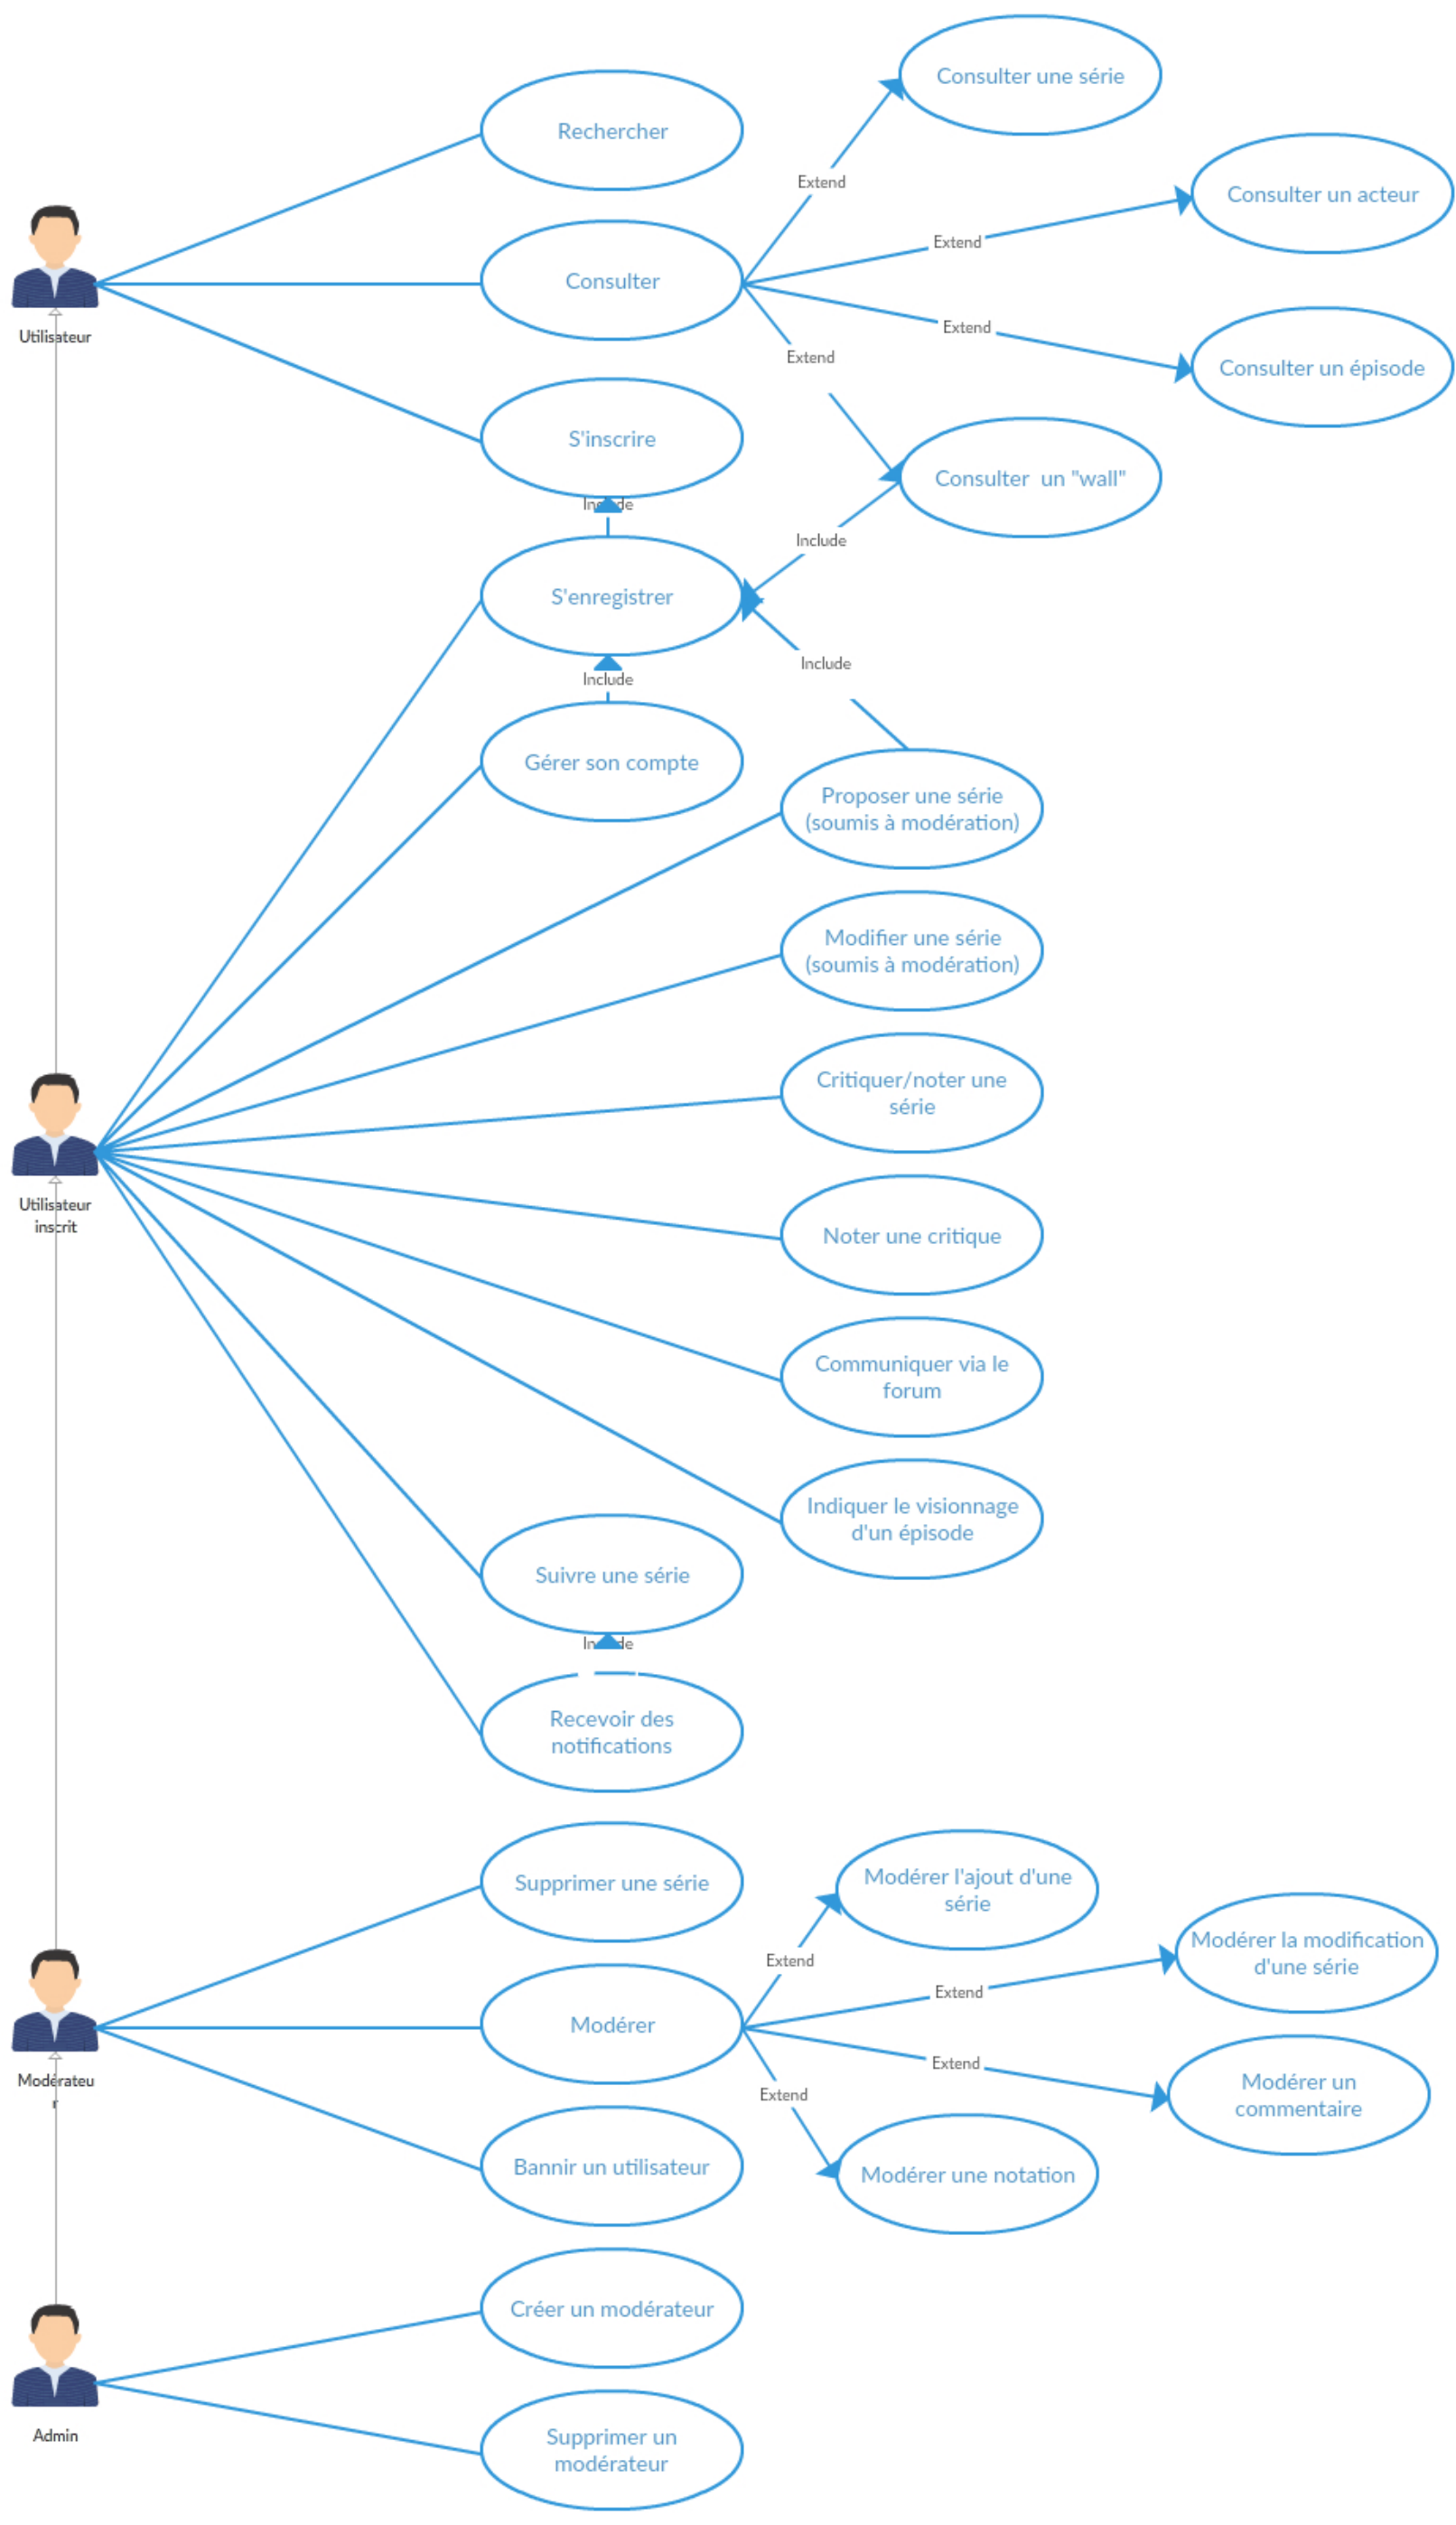 Consulter une série
Rechercher
Extend
Consulter un acteur
Extend
Consulter
Extend
Utilisateur
Extend
Consulter un épisode
S'inscrire
Consulter un "wall"
Include
Include
S'enregistrer
Include
Include
Gérer son compte
Proposer une série
(soumis à modération)
Modifier une série
(soumis à modération)
Critiquer/noter une
série
Utilisateur
inscrit
Noter une critique
Communiquer via le
forum
Indiquer le visionnage
d'un épisode
Suivre une série
Include
Recevoir des
notifications
Supprimer une série
Modérer l'ajout d'une
série
Modérer la modification
d'une série
Extend
Extend
Modérer
Extend
Modérateu
r
Extend
Modérer un
commentaire
Bannir un utilisateur
Modérer une notation
Créer un modérateur
Admin
Supprimer un
modérateur